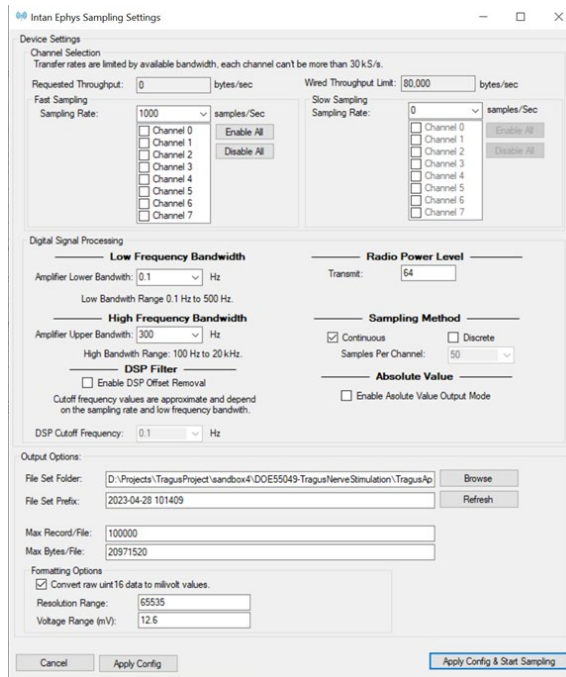 Intan Ephys Sampling Settings
Device Settings
Channel Selection
Transfer rates are limited by available bandwidth, each channel can't be more than 30 kS/s.
Requested Throughput: 0 bytes/sec Wired Throughput Limit: 80,000 bytes/sec
Fast Sampling
Sampling Rate: 1000 samples/Sec
Channel 0 Enable All
Channel 1
Channel 2 Disable All
Channel 3
Channel 4
Channel 5
Channel 6
Channel 7
Slow Sampling
Sampling Rate: 0 samples/Sec
Channel 0 Enable All
Channel 1
Channel 2 Disable All
Channel 3
Channel 4
Channel 5
Channel 6
Channel 7
Digital Signal Processing
Low Frequency Bandwidth
Amplifier Lower Bandwith: 0.1 Hz
Low Bandwith Range 0.1 Hz to 500 Hz.
High Frequency Bandwidth
Amplifier Upper Bandwith: 300 Hz
High Bandwith Range: 100 Hz to 20 kHz.
DSP Filter
Enable DSP Offset Removal
Cutoff frequency values are approximate and depend
on the sampling rate and low frequency bandwith.
DSP Cutoff Frequency: 0.1 Hz
Radio Power Level
Transmit: 64
Sampling Method
Continuous Discrete
Samples Per Channel: 50
Absolute Value
Enable Asolute Value Output Mode
Output Options:
File Set Folder: D:\Projects\TragusProject\sandbox4\DOE55049-TragusNerveStimulation\TragusAp Browse
File Set Prefix: 2023-04-28 101409 Refresh
Max Record/File: 100000
Max Bytes/File: 20971520
Formatting Options
Convert raw uint16 data to milivolt values.
Resolution Range: 65535
Voltage Range (mV): 12.6
Cancel Apply Config Apply Config & Start Sampling